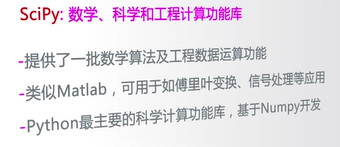 SciPy: 数学、科学和工程计算功能库
-提供了一批数学算法及工程数据运算功能
-类似Matlab，可用于如傅里叶变换、信号处理等应用
-Python最主要的科学计算功能库，基于Numpy开发